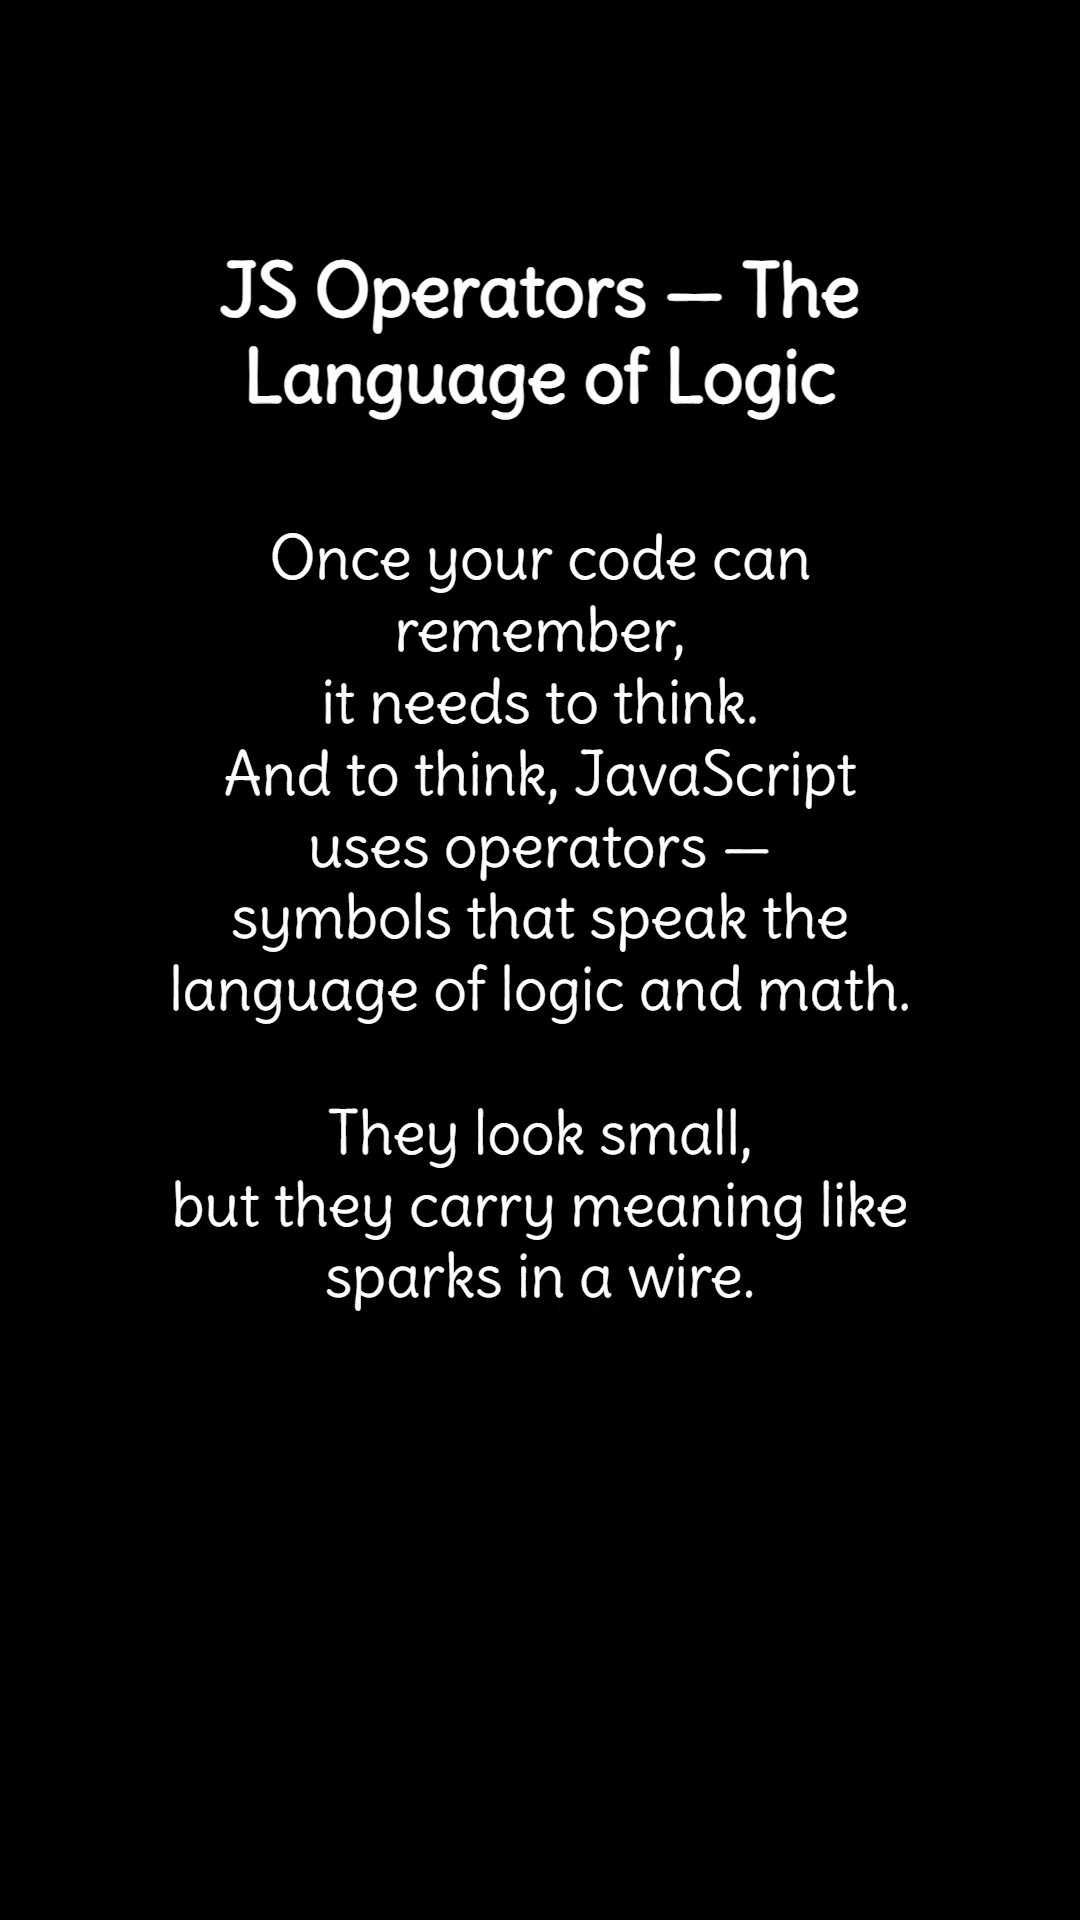 JS Operators — The
Language of Logic
Once your code can
remember,
it needs to think.
And to think, JavaScript
uses operators —
symbols that speak the
language of logic and math.
They look small,
but they carry meaning like
sparks in a wire.